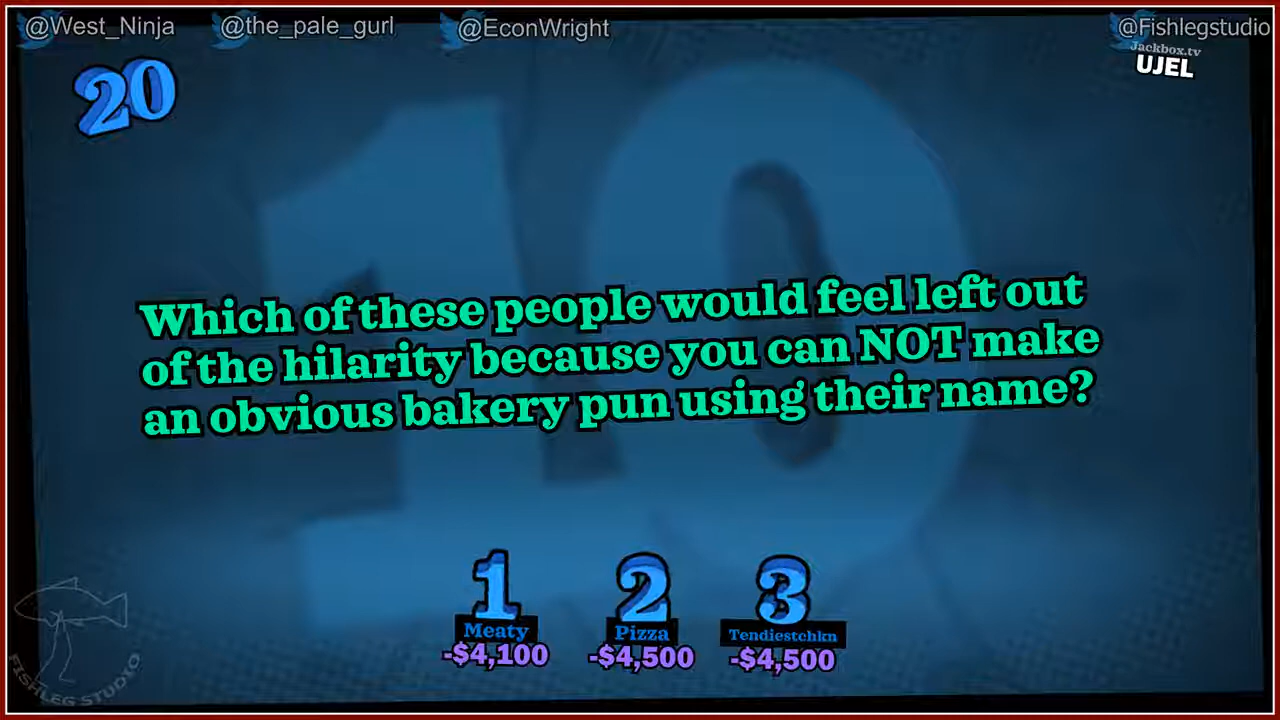 @West_Ninja @the_pale_gurl @EconWright @Fishlegstudio
Jackbox.tv
UJEL
20
10
Which of these people would feel left out
of the hilarity because you can NOT make
an obvious bakery pun using their name?
1 2 3
Meaty Pizza Tendiestchkn
-$4,100 -$4,500 -$4,500
FISHLEG STUDIO